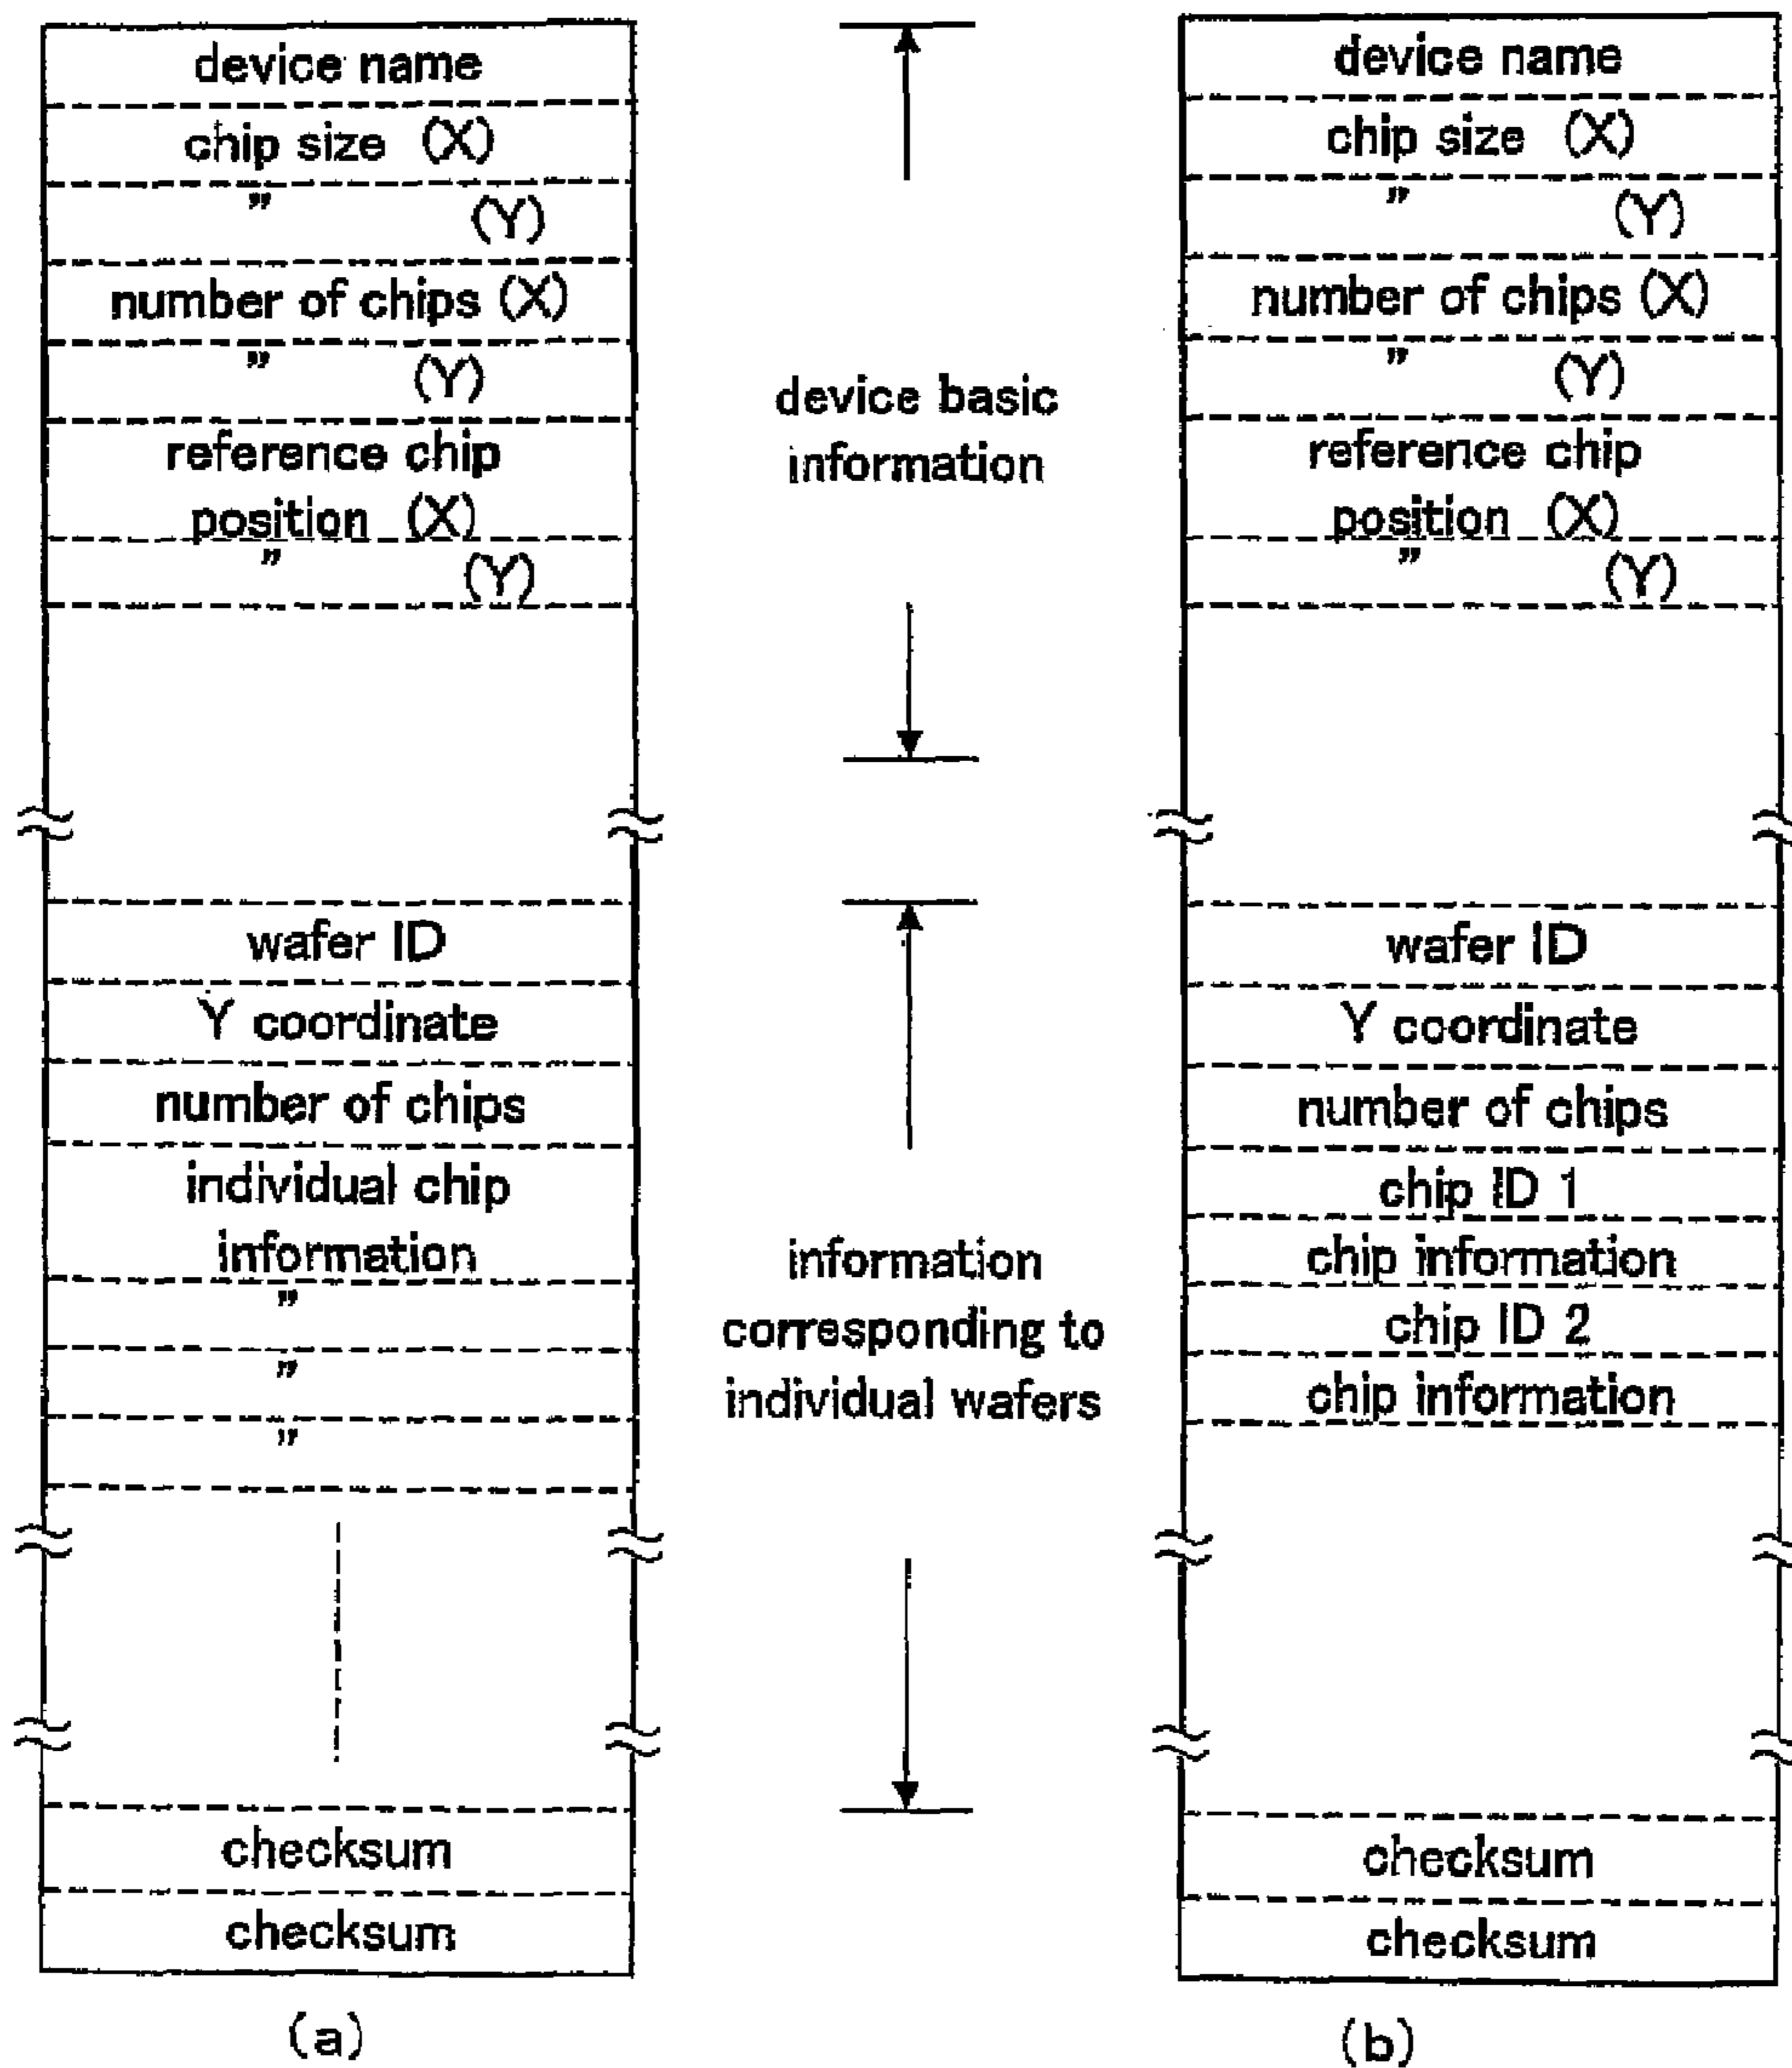 device name
chip size (X)
" (Y)
number of chips (X)
" (Y)
reference chip
position (X)
" (Y)
wafer ID
Y coordinate
number of chips
individual chip
information
"
"
"
checksum
checksum
(a)
device basic
information
information
corresponding to
individual wafers
device name
chip size (X)
" (Y)
number of chips (X)
" (Y)
reference chip
position (X)
" (Y)
wafer ID
Y coordinate
number of chips
chip ID 1
chip information
chip ID 2
chip information
checksum
checksum
(b)